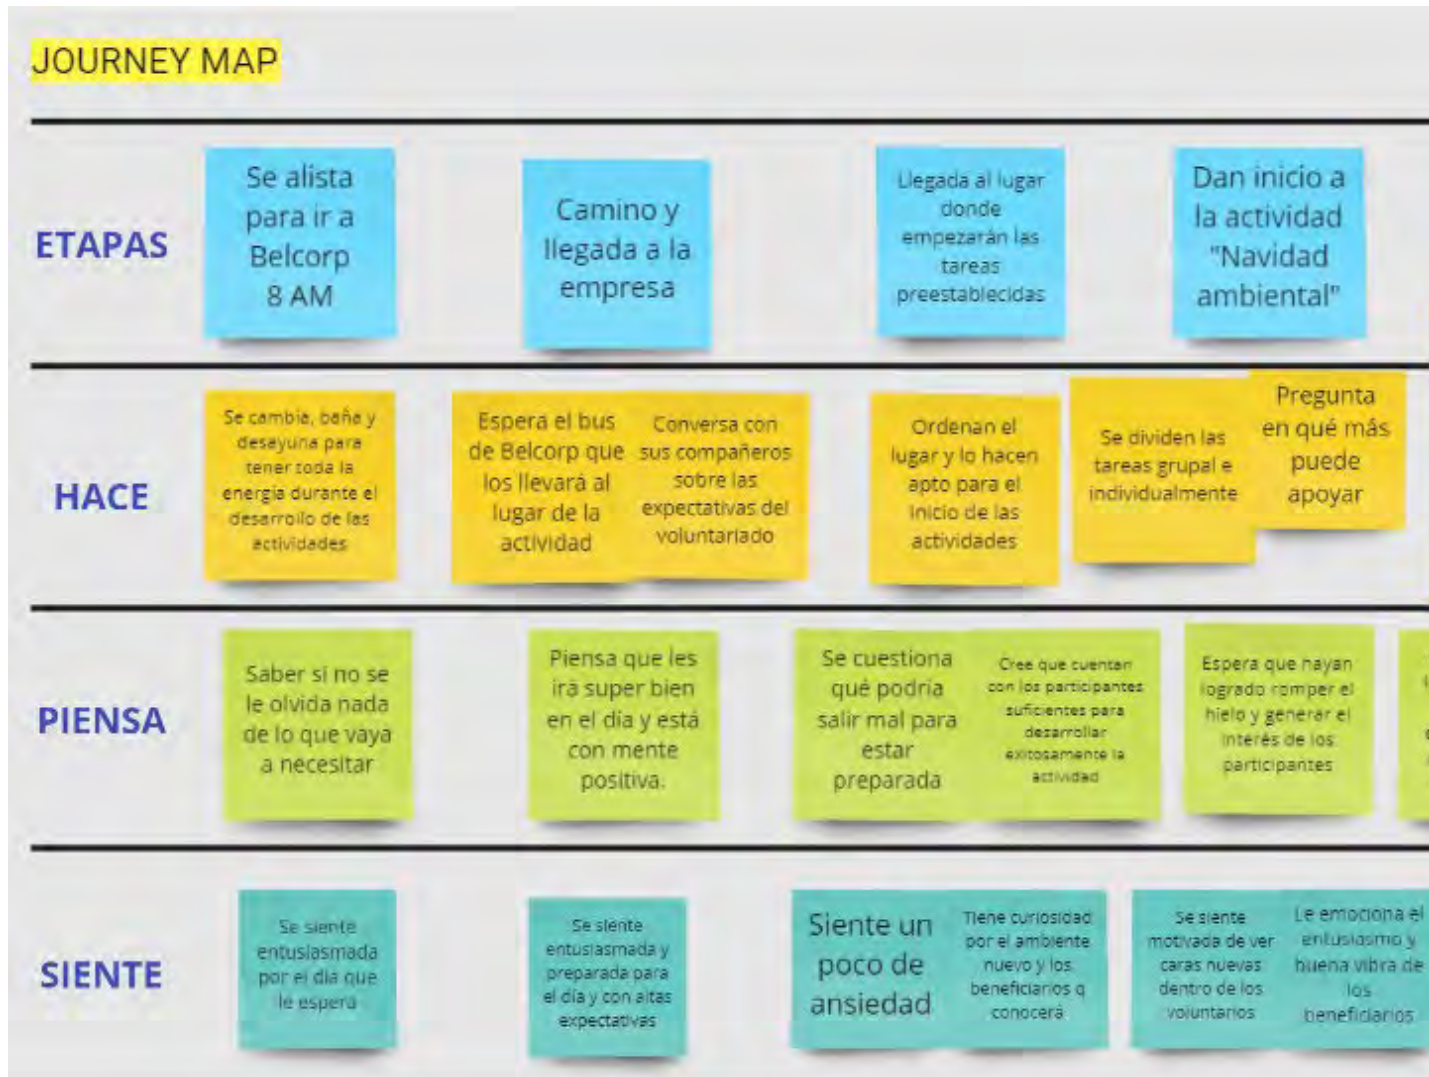 JOURNEY MAP
ETAPAS
Se alista
para ir a
Belcorp
8 AM
Camino y
llegada a la
empresa
Llegada al lugar
donde
empezarán las
tareas
preestablecidas
Dan inicio a
la actividad
"Navidad
ambiental"
HACE
Se cambia, baña y
desayuna para
tener toda la
energía durante el
desarrollo de las
actividades
Espera el bus
de Belcorp que
los llevará al
lugar de la
actividad
Conversa con
sus compañeros
sobre las
expectativas del
voluntariado
Ordenan el
lugar y lo hacen
apto para el
inicio de las
actividades
Se dividen las
tareas grupal e
individualmente
Pregunta
en qué más
puede
apoyar
PIENSA
Saber si no se
le olvida nada
de lo que vaya
a necesitar
Piensa que les
irá super bien
en el día y está
con mente
positiva.
Se cuestiona
qué podría
salir mal para
estar
preparada
Cree que cuentan
con los participantes
suficientes para
desarrollar
exitosamente la
actividad
Espera que hayan
logrado romper el
hielo y generar el
interés de los
participantes
SIENTE
Se siente
entusiasmada
por el día que
le espera
Se siente
entusiasmada y
preparada para
el día y con altas
expectativas
Siente un
poco de
ansiedad
Tiene curiosidad
por el ambiente
nuevo y los
beneficiarios q
conocerá
Se siente
motivada de ver
caras nuevas
dentro de los
voluntarios
Le emociona el
entusiasmo y
buena vibra de
los
beneficiarios